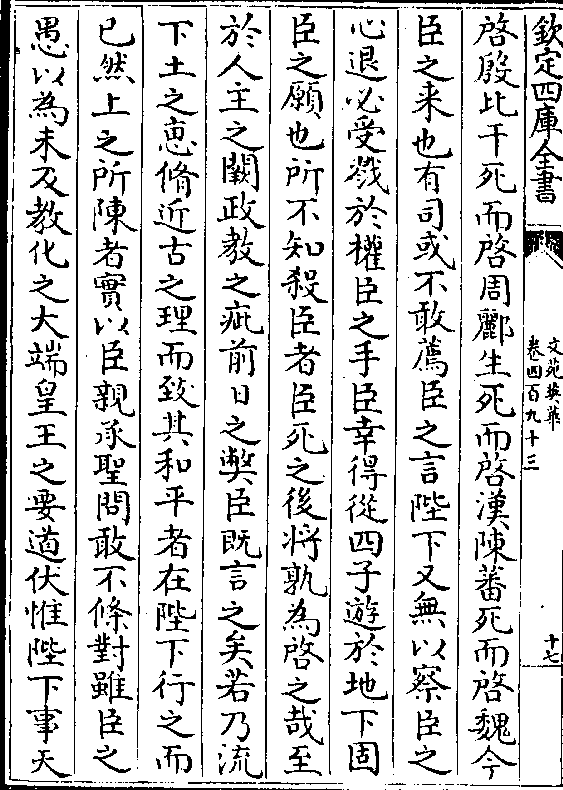 欽定四庫全書
文苑英華
卷四百九十三
十七
啓殷比干死而啓周酈生死而啓漢陳蕃死而啓魏今
臣之来也有司或不敢薦臣之言陛下又無以察臣之
心退必受戮於權臣之手臣幸得從四子遊於地下固
臣之願也所不知殺臣者臣死之後將孰為啓之哉至
於人主之闕政教之疵前日之獘臣既言之矣若乃流
下土之恵脩近古之理而致其和平者在陛下行之而
已然上之所陳者實以臣親承聖問敢不條對雖臣之
愚以為未及教化之大端皇王之要道伏惟陛下事天